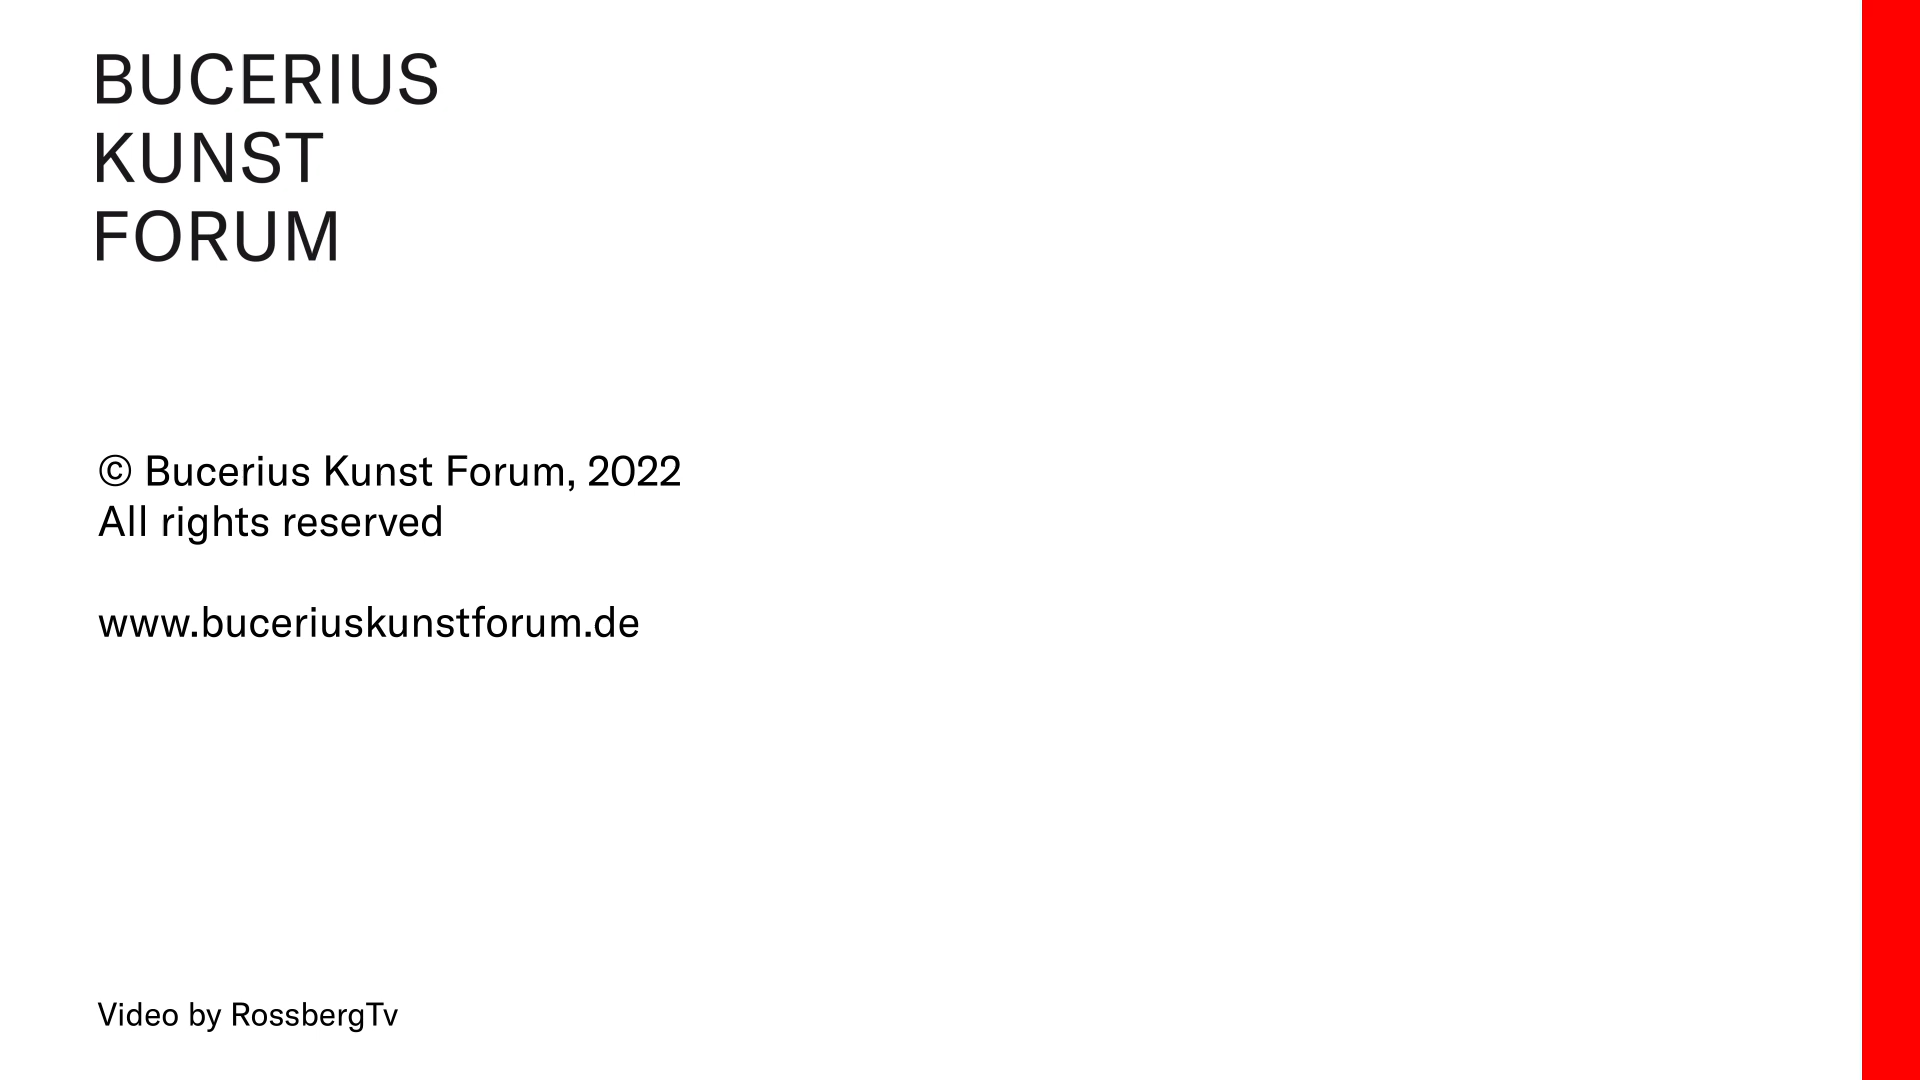 BUCERIUS
KUNST
FORUM
© Bucerius Kunst Forum, 2022
All rights reserved
www.buceriuskunstforum.de
Video by RossbergTv